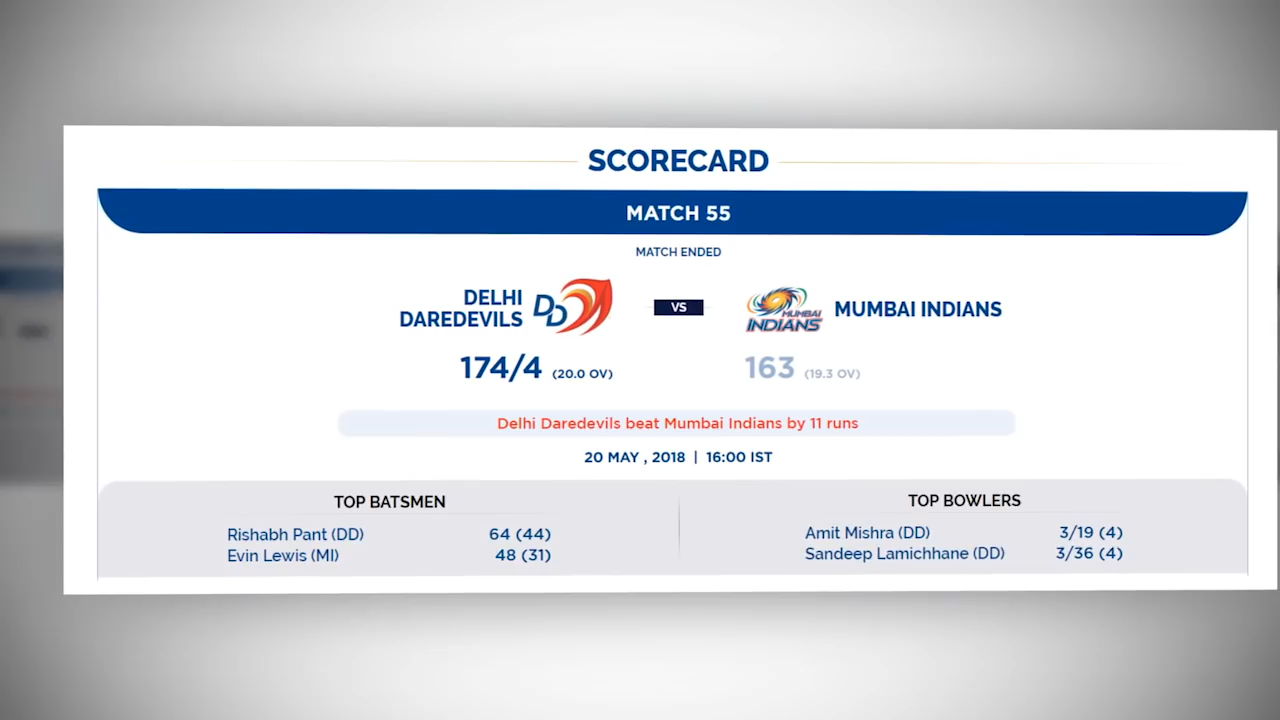 SCORECARD
MATCH 55
MATCH ENDED
DELHI
DAREDEVILS
DD
VS
MUMBAI
INDIANS
MUMBAI INDIANS
174/4 (20.0 OV)
163 (19.3 OV)
Delhi Daredevils beat Mumbai Indians by 11 runs
20 MAY , 2018 | 16:00 IST
TOP BATSMEN
Rishabh Pant (DD) 64 (44)
Evin Lewis (MI) 48 (31)
TOP BOWLERS
Amit Mishra (DD) 3/19 (4)
Sandeep Lamichhane (DD) 3/36 (4)